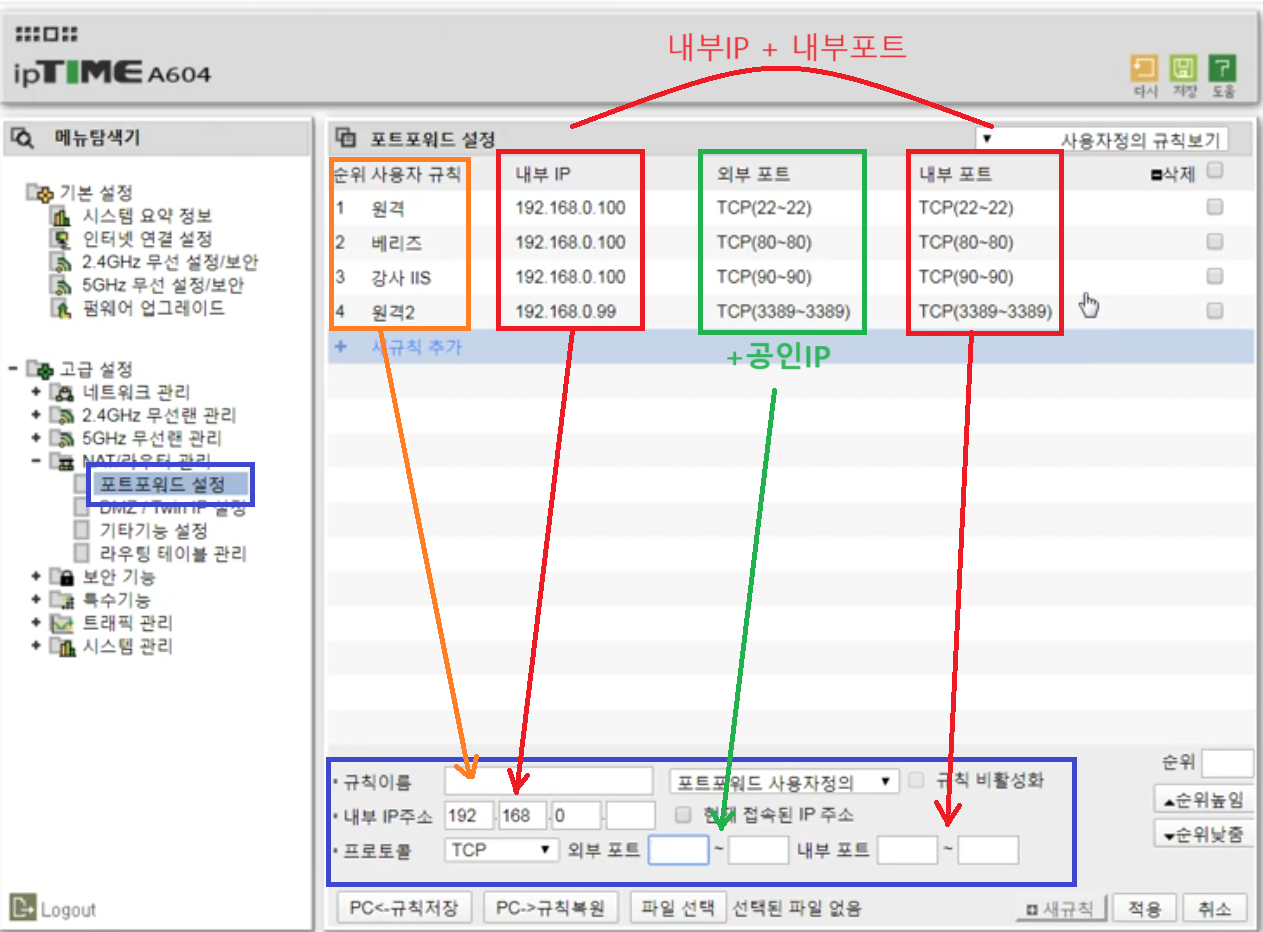 내부IP + 내부포트
ipTIME A604
다시 저장 도움
메뉴탐색기
기본 설정
시스템 요약 정보
인터넷 연결 설정
2.4GHz 무선 설정/보안
5GHz 무선 설정/보안
펌웨어 업그레이드
고급 설정
네트워크 관리
2.4GHz 무선랜 관리
5GHz 무선랜 관리
NAT/라우터 관리
포트포워드 설정
DMZ / Twin IP 설정
기타기능 설정
라우팅 테이블 관리
보안 기능
특수기능
트래픽 관리
시스템 관리
Logout
포트포워드 설정 사용자정의 규칙보기
순위 사용자 규칙 내부 IP 외부 포트 내부 포트 삭제
1 원격 192.168.0.100 TCP(22~22) TCP(22~22)
2 베리즈 192.168.0.100 TCP(80~80) TCP(80~80)
3 강사 IIS 192.168.0.100 TCP(90~90) TCP(90~90)
4 원격2 192.168.0.99 TCP(3389~3389) TCP(3389~3389)
+ 새규칙 추가
+공인IP
규칙이름 포트포워드 사용자정의 규칙 비활성화
내부 IP주소 192 . 168 . 0 . 현재 접속된 IP 주소
프로토콜 TCP 외부 포트 ~ 내부 포트 ~
순위
순위높임
순위낮춤
PC<-규칙저장 PC->규칙복원 파일 선택 선택된 파일 없음 새규칙 적용 취소